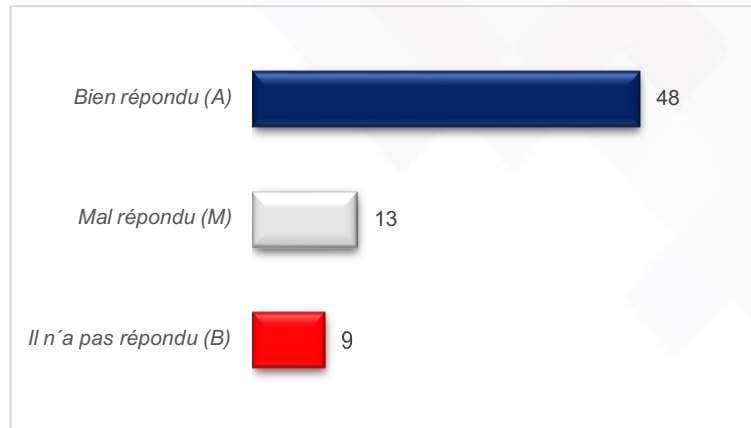 Bien répondu (A)
48
Mal répondu (M)
13
Il n´a pas répondu (B)
9